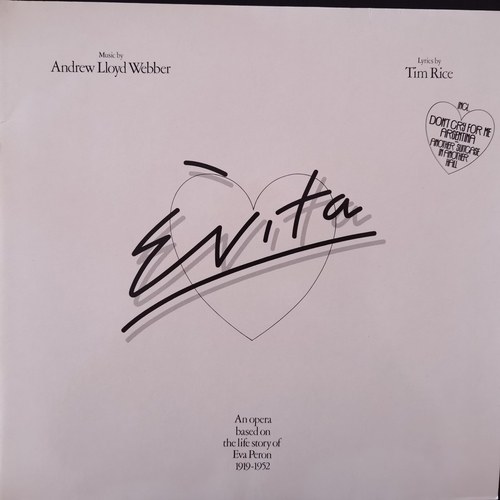 Music by
Andrew Lloyd Webber
Lyrics by
Tim Rice
INCL.
DON'T CRY FOR ME
ARGENTINA
ANOTHER SUITCASE
IN ANOTHER
HALL
Evita
An opera
based on
the life story of
Eva Peron
1919-1952